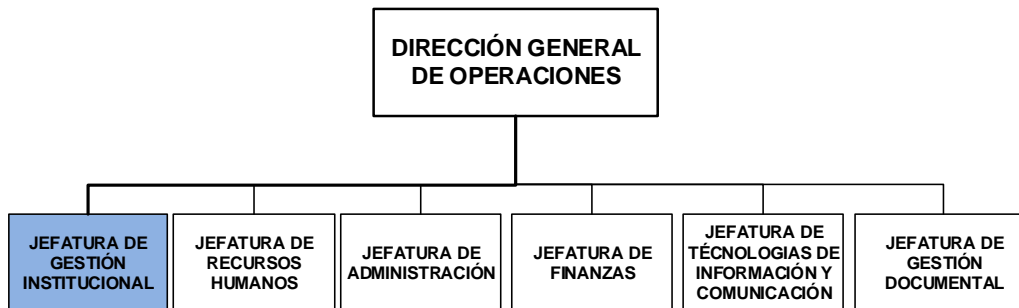 DIRECCIÓN GENERAL
DE OPERACIONES
JEFATURA DE
GESTIÓN
INSTITUCIONAL
JEFATURA DE
RECURSOS
HUMANOS
JEFATURA DE
ADMINISTRACIÓN
JEFATURA DE
FINANZAS
JEFATURA DE
TÉCNOLOGIAS DE
INFORMACIÓN Y
COMUNICACIÓN
JEFATURA DE
GESTIÓN
DOCUMENTAL